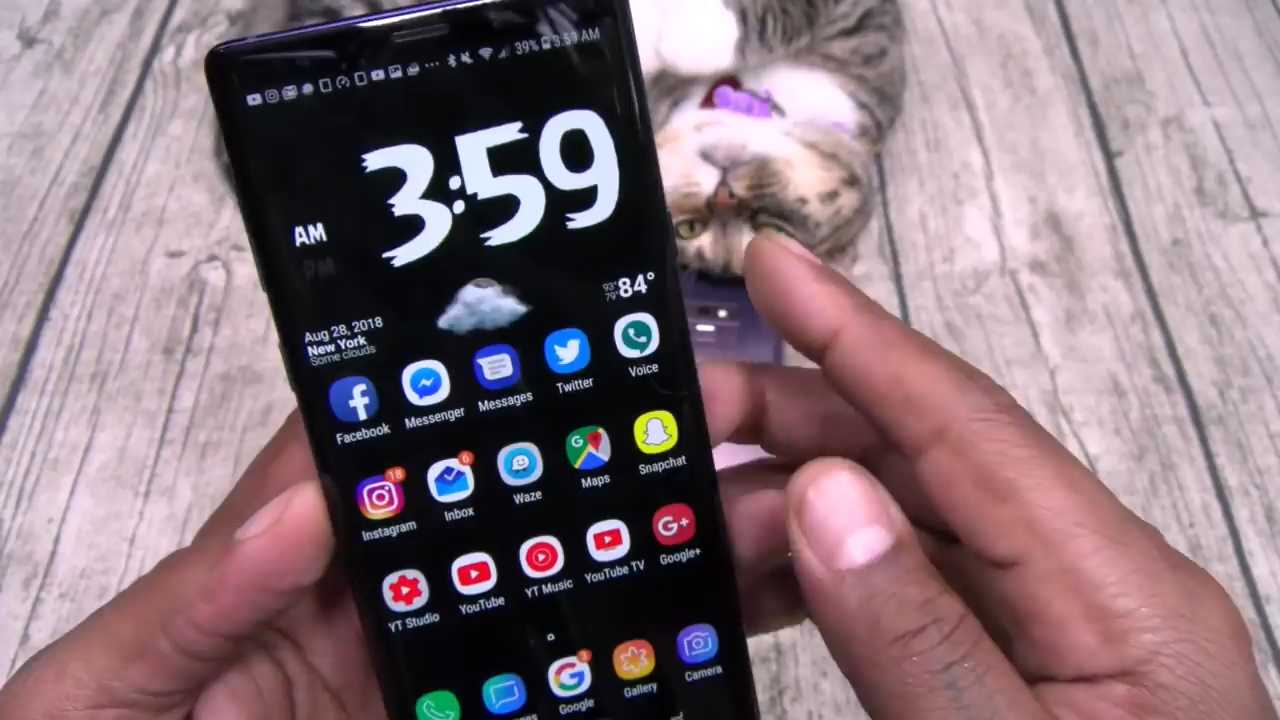 39% 3:59 AM
3:59
AM
PM
93°
79°
84°
Aug 28, 2018
New York
Some clouds
Facebook
Messenger
Messages
Twitter
Voice
18
6
Instagram
Inbox
Waze
Maps
Snapchat
G+
YT Studio
YouTube
YT Music
YouTube TV
Google+
1
Google
Gallery
Camera